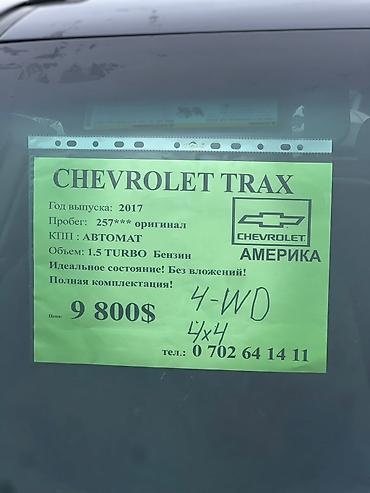 CHEVROLET TRAX
Год выпуска: 2017
Пробег: 257*** оригинал
КПП : АВТОМАТ
Объем: 1.5 TURBO Бензин
Идеальное состояние! Без вложений!
Полная комплектация!
CHEVROLET
АМЕРИКА
4-WD
4x4
Цена: 9 800$
тел.: 0 702 64 14 11